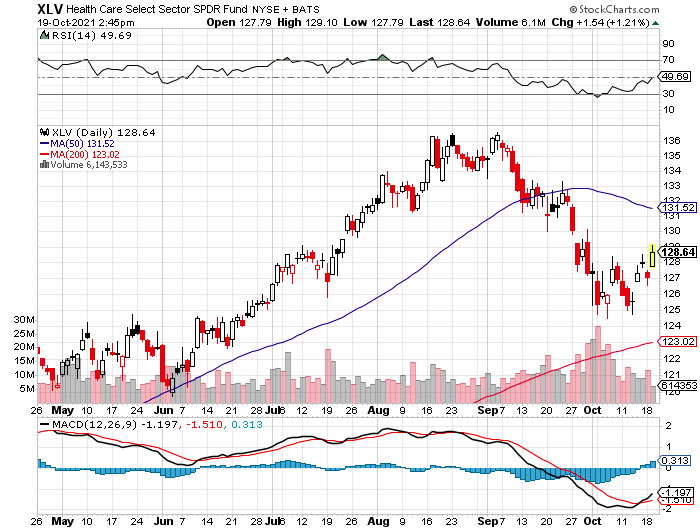 XLV Health Care Select Sector SPDR Fund NYSE + BATS © StockCharts.com
19-Oct-2021 2:45pm Open 127.79 High 129.10 Low 127.79 Last 128.64 Volume 6.1M Chg +1.54 (+1.21%)
RSI(14) 49.69
90
70
49.69
30
10
XLV (Daily) 128.64
MA(50) 131.52
MA(200) 123.02
Volume 6,143,533
136
135
134
133
132
131.52
131
130
128.64
128
127
126
125
124
123.02
122
121
120
30M
25M
20M
15M
10M
5M
614353
26 May 10 17 24 Jun 7 14 21 28 Jul 6 12 19 26 Aug 9 16 23 Sep 7 13 20 27 Oct 11 18
MACD(12,26,9) -1.197, -1.510, 0.313
2
1
0.313
0
-1.197
-1.510
-2
26 May 10 17 24 Jun 7 14 21 28 Jul 6 12 19 26 Aug 9 16 23 Sep 7 13 20 27 Oct 11 18